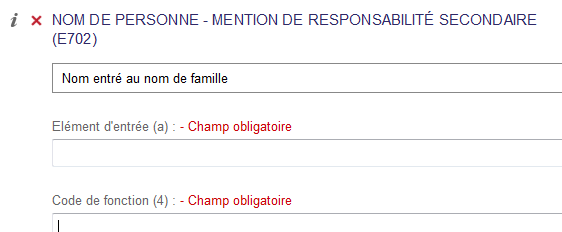 i × NOM DE PERSONNE - MENTION DE RESPONSABILITÉ SECONDAIRE
(E702)
Nom entré au nom de famille
Elément d'entrée (a) : - Champ obligatoire
Code de fonction (4) : - Champ obligatoire